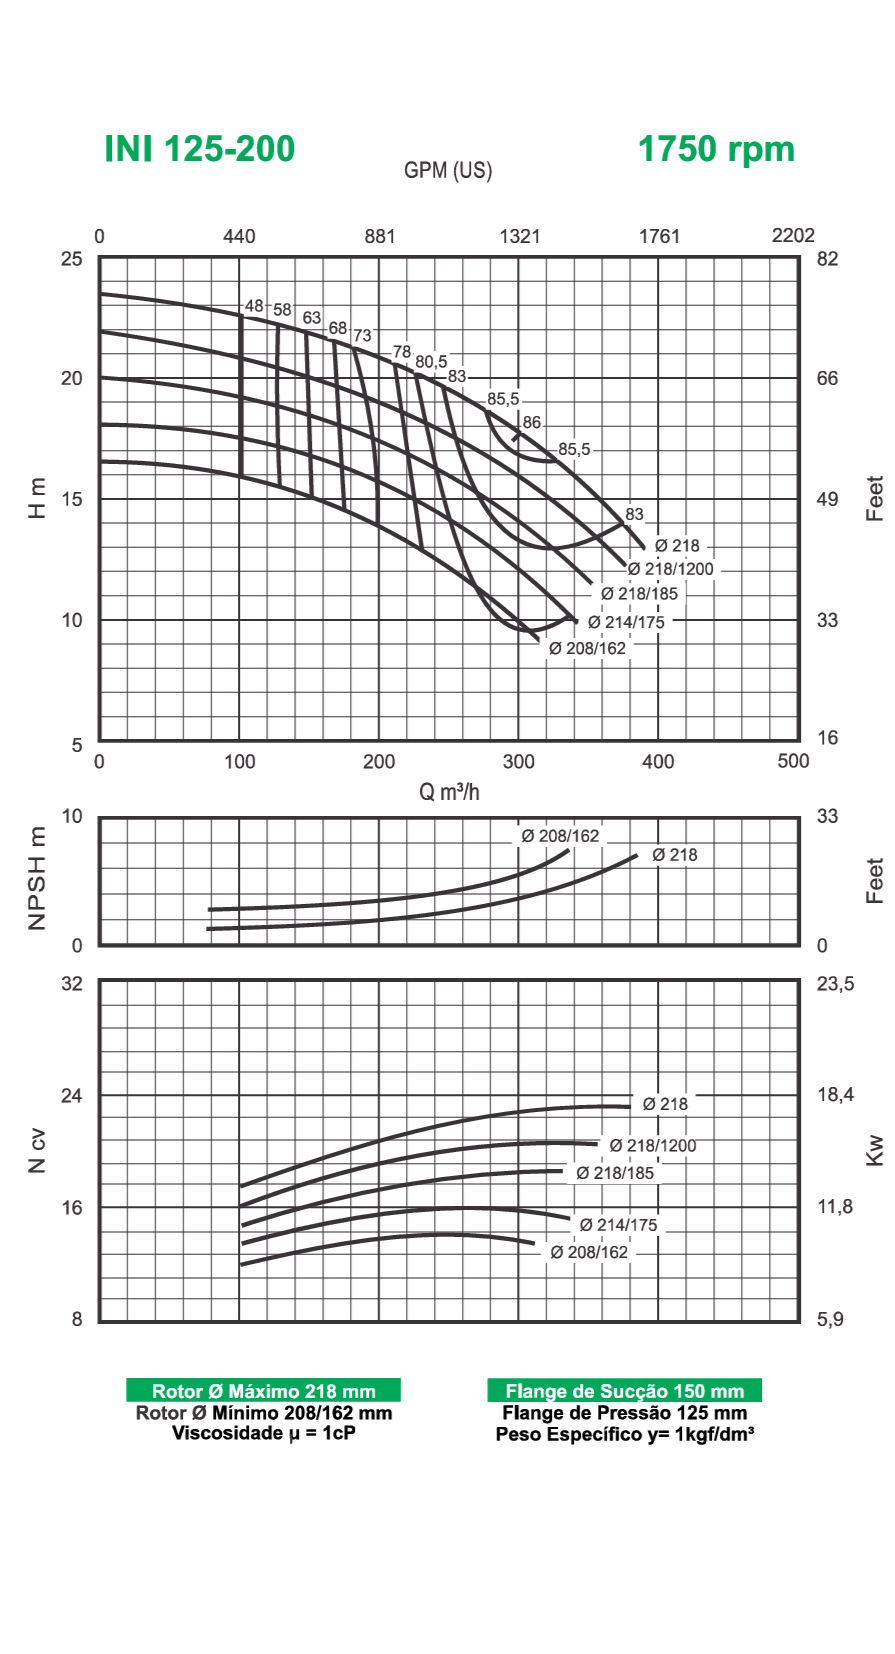 INI 125-200 1750 rpm
GPM (US)
0 440 881 1321 1761 2202
25 82
48 58 63 68 73 78 80,5 83
20 66
85,5 86 85,5
H m
15 49
Feet
83
Ø 218
Ø 218/1200
Ø 218/185
10 33
Ø 214/175
Ø 208/162
5 16
0 100 200 300 400 500
Q m³/h
10 33
Ø 208/162
Ø 218
NPSH m
Feet
0 0
32 23,5
24 18,4
Ø 218
N cv
Ø 218/1200
Kw
Ø 218/185
16 11,8
Ø 214/175
Ø 208/162
8 5,9
Rotor Ø Máximo 218 mm
Rotor Ø Mínimo 208/162 mm
Viscosidade µ = 1cP
Flange de Sucção 150 mm
Flange de Pressão 125 mm
Peso Específico y= 1kgf/dm³